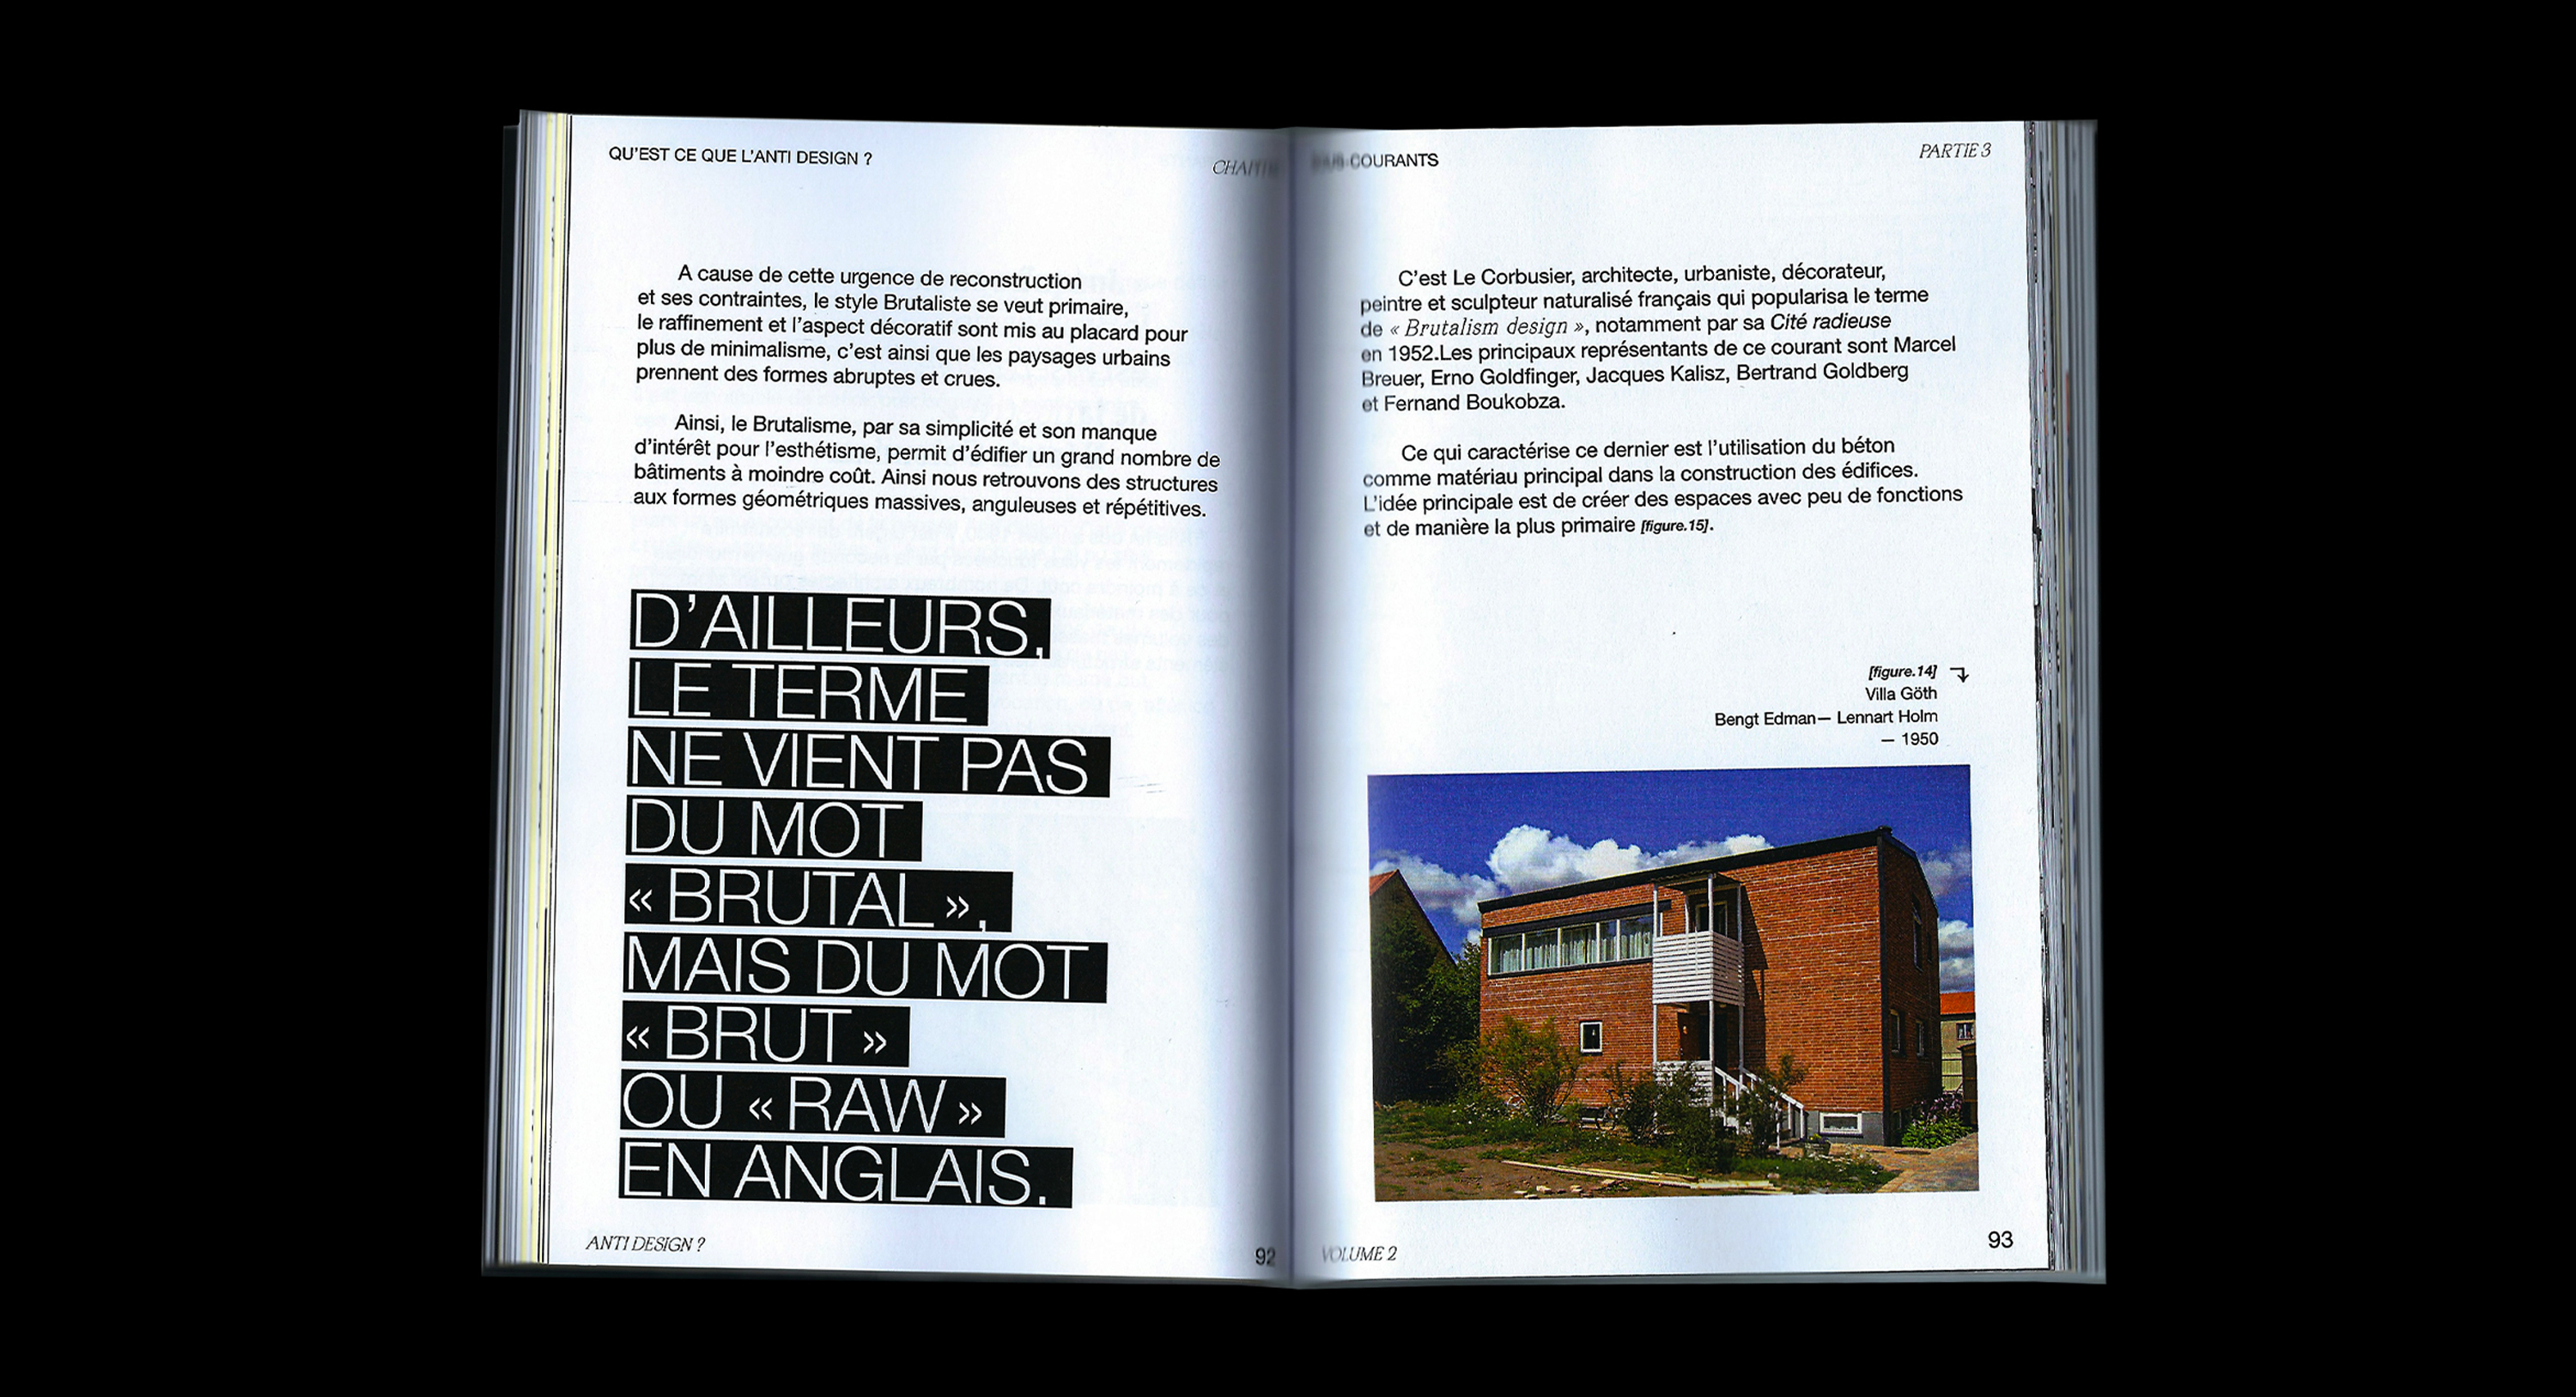 QU'EST CE QUE L'ANTI DESIGN ?
A cause de cette urgence de reconstruction
et ses contraintes, le style Brutaliste se veut primaire,
le raffinement et l'aspect décoratif sont mis au placard pour
plus de minimalisme, c'est ainsi que les paysages urbains
prennent des formes abruptes et crues.
Ainsi, le Brutalisme, par sa simplicité et son manque
d'intérêt pour l'esthétisme, permit d'édifier un grand nombre de
bâtiments à moindre coût. Ainsi nous retrouvons des structures
aux formes géométriques massives, anguleuses et répétitives.
D'AILLEURS,
LE TERME
NE VIENT PAS
DU MOT
« BRUTAL »,
MAIS DU MOT
« BRUT »
OU « RAW »
EN ANGLAIS.
ANTI DESIGN ?
92
COURANTS
PARTIE 3
C'est Le Corbusier, architecte, urbaniste, décorateur,
peintre et sculpteur naturalisé français qui popularisa le terme
de « Brutalism design », notamment par sa Cité radieuse
en 1952.Les principaux représentants de ce courant sont Marcel
Breuer, Erno Goldfinger, Jacques Kalisz, Bertrand Goldberg
et Fernand Boukobza.
Ce qui caractérise ce dernier est l'utilisation du béton
comme matériau principal dans la construction des édifices.
L'idée principale est de créer des espaces avec peu de fonctions
et de manière la plus primaire [figure.15].
[figure.14]
Villa Göth
Bengt Edman— Lennart Holm
— 1950
VOLUME 2
93